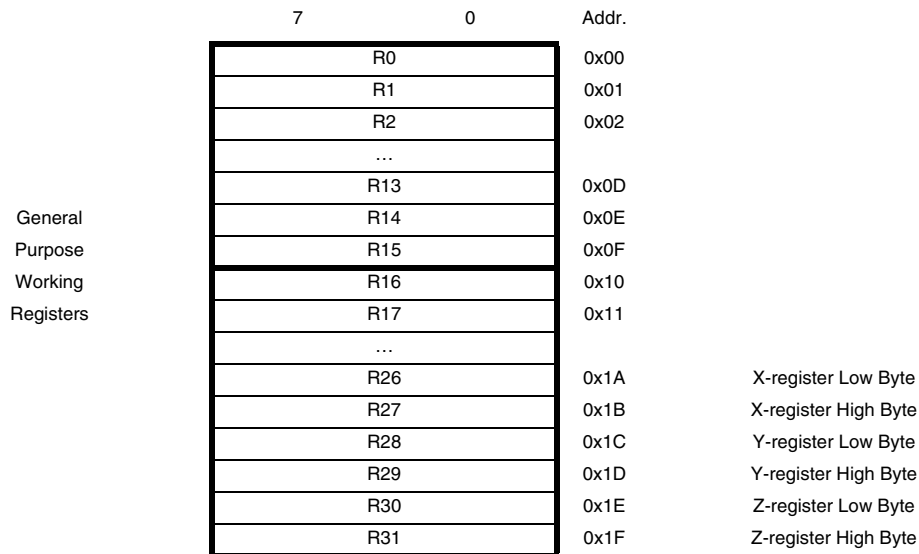 7 0 Addr.
R0 0x00
R1 0x01
R2 0x02
…
R13 0x0D
General R14 0x0E
Purpose R15 0x0F
Working R16 0x10
Registers R17 0x11
…
R26 0x1A X-register Low Byte
R27 0x1B X-register High Byte
R28 0x1C Y-register Low Byte
R29 0x1D Y-register High Byte
R30 0x1E Z-register Low Byte
R31 0x1F Z-register High Byte